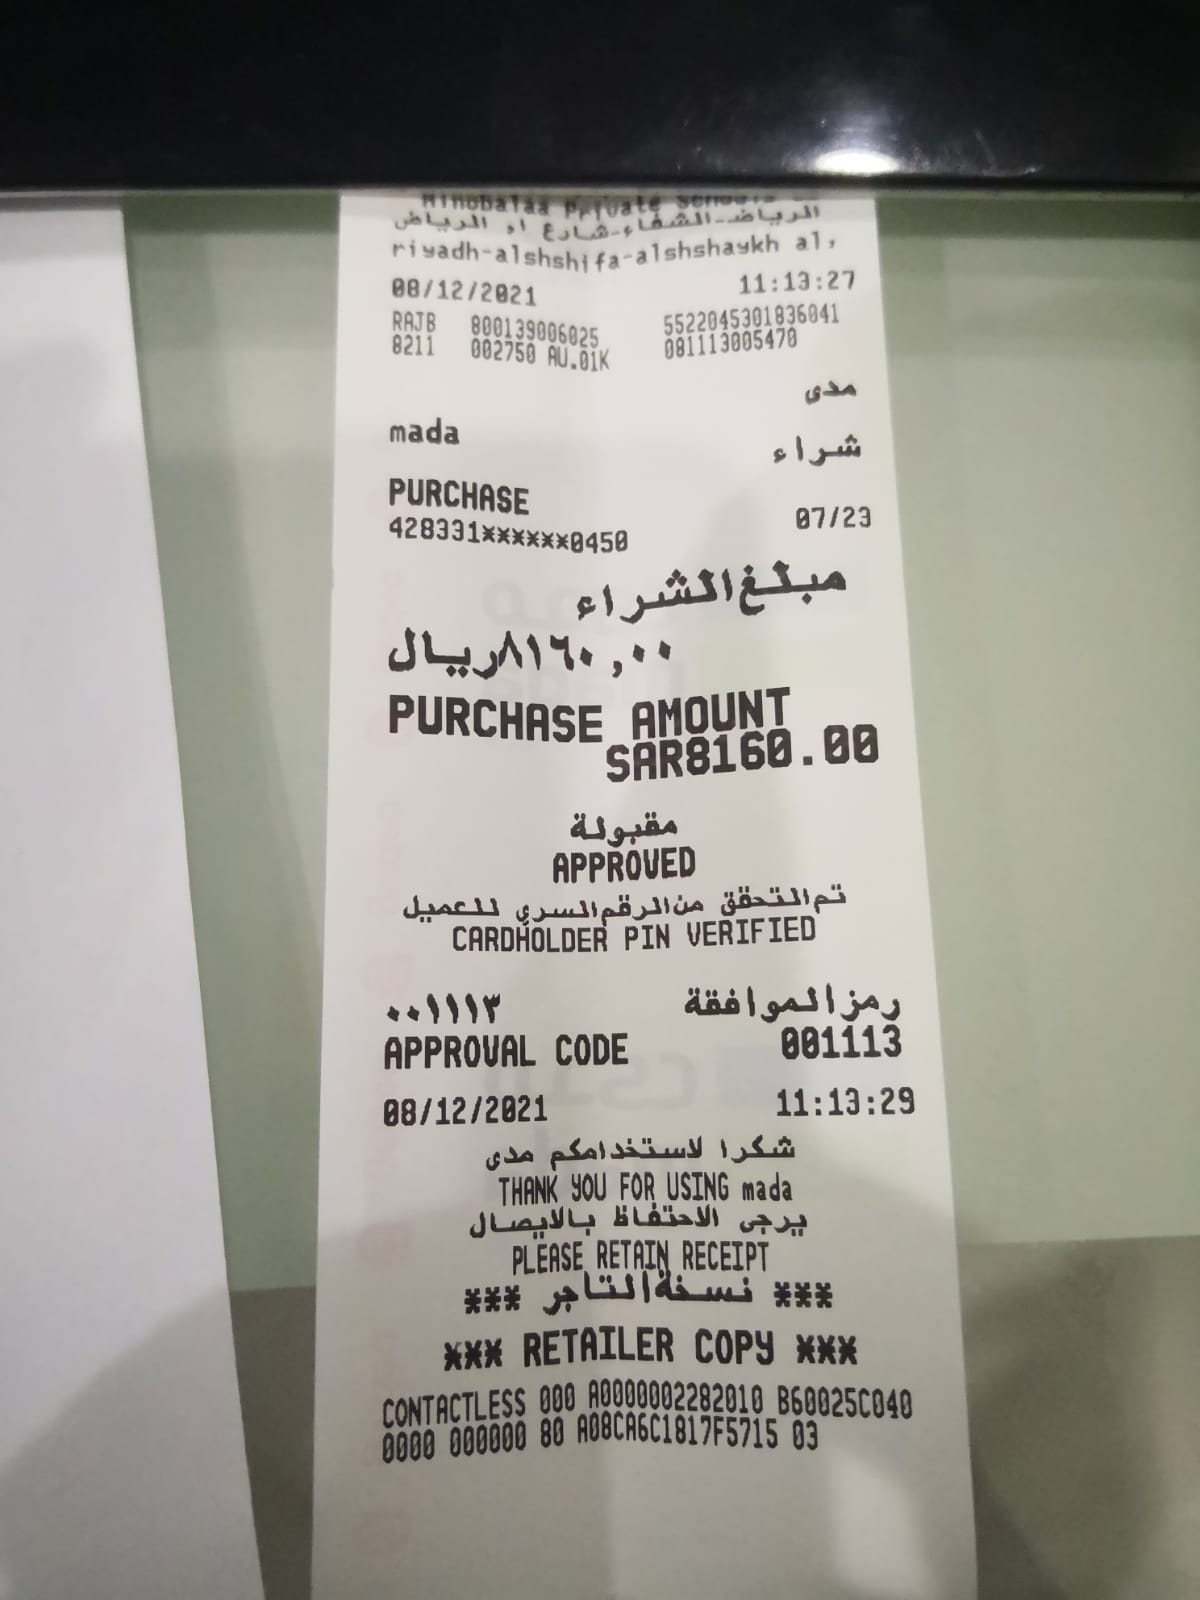 Private
الرياض-الشفاء-شارع ال الرياض
riyadh-alshshifa-alshshaykh al,
08/12/2021 11:13:27
RAJB 800139006025 5522045301836041
8211 002750 AU.01K 081113005470
مدى
mada
شراء
PURCHASE
428331******0450 07/23
مبلغ الشراء
٨١٦٠,٠٠ ريال
PURCHASE AMOUNT
SAR8160.00
مقبولة
APPROVED
تم التحقق من الرقم السري للعميل
CARDHOLDER PIN VERIFIED
رمز الموافقة ٠٠١١١٣
APPROVAL CODE 001113
08/12/2021 11:13:29
شكرا لاستخدامكم مدى
THANK YOU FOR USING mada
يرجى الاحتفاظ بالايصال
PLEASE RETAIN RECEIPT
*** نسخة التاجر ***
*** RETAILER COPY ***
CONTACTLESS 000 A0000002282010 B60025C040
0000 000000 80 A08CA6C1817F5715 03